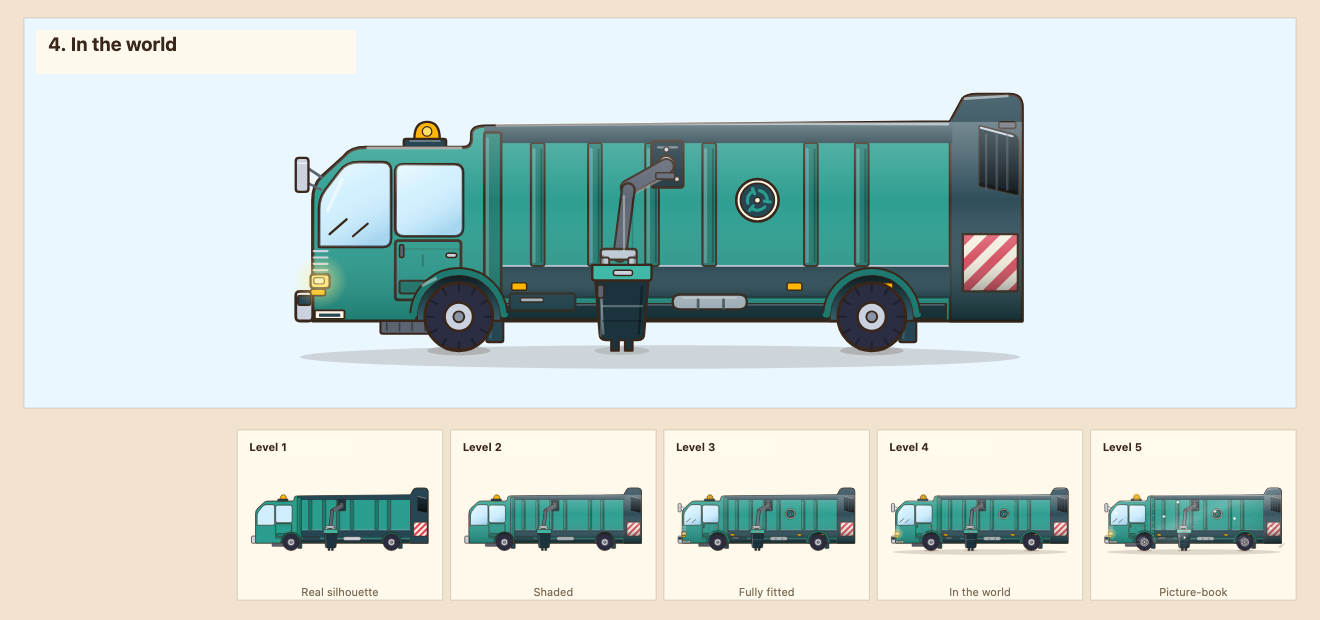 4. In the world
Level 1
Level 2
Level 3
Level 4
Level 5
Real silhouette
Shaded
Fully fitted
In the world
Picture-book